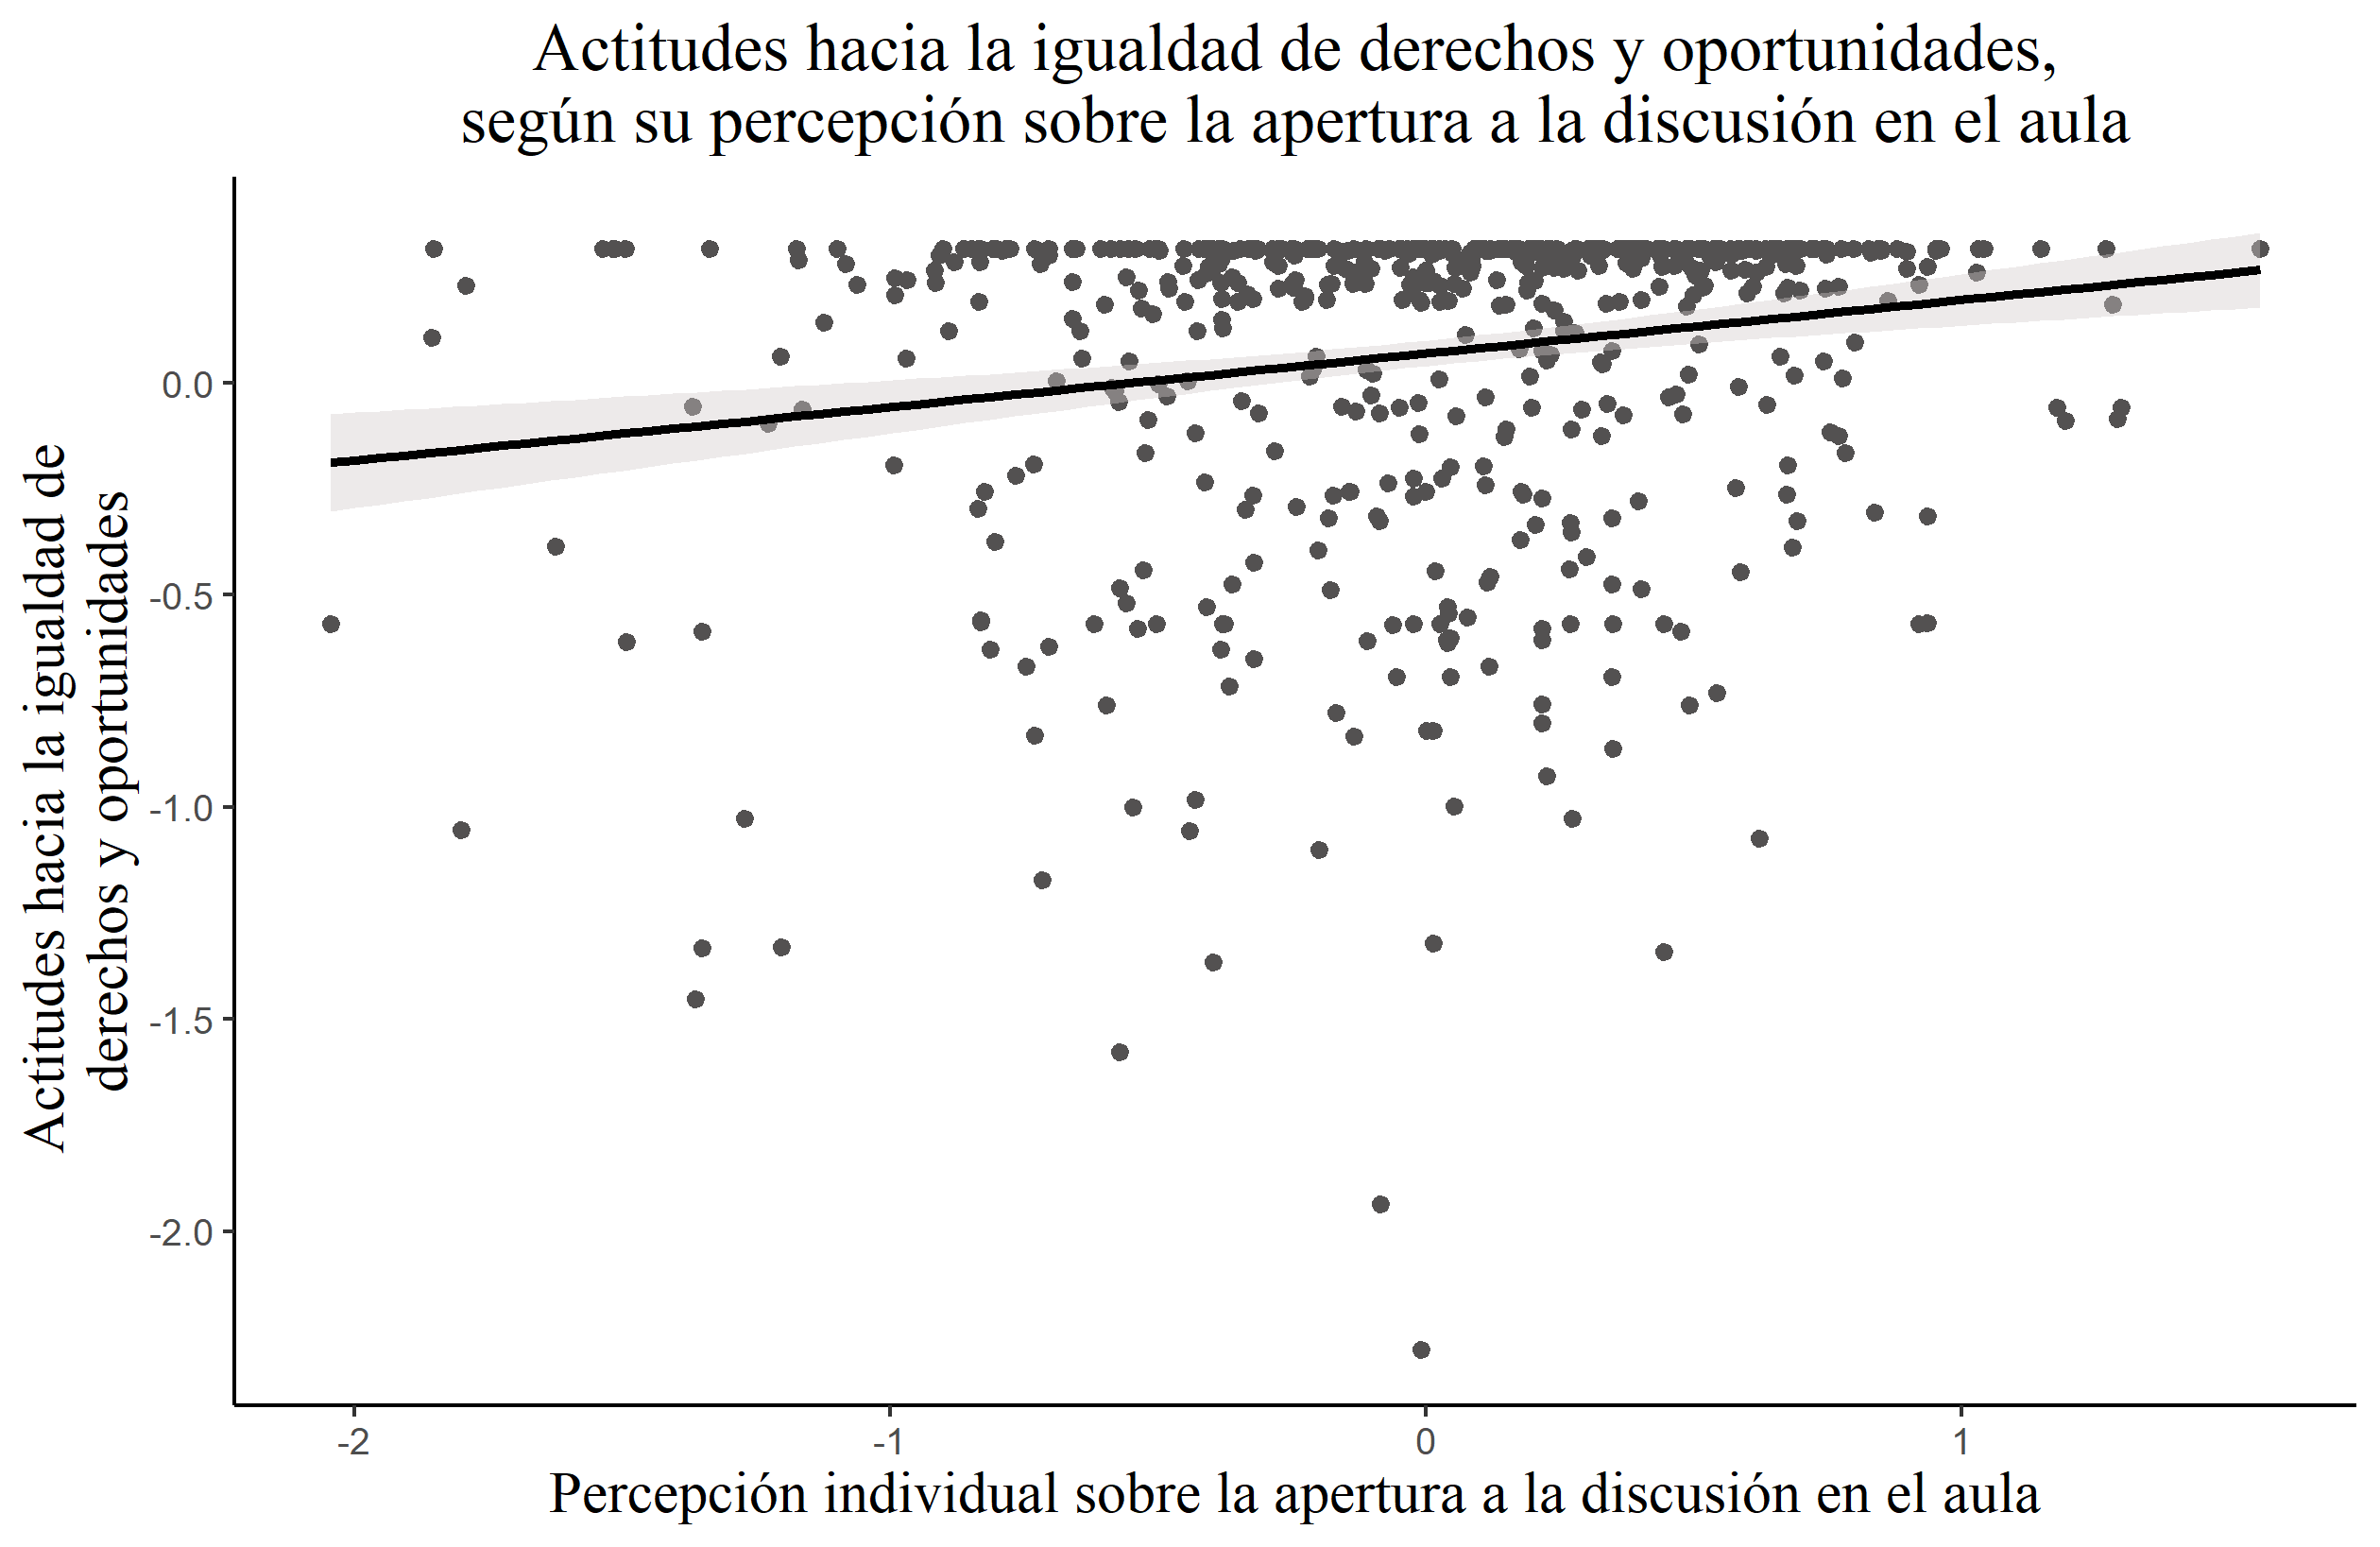 Actitudes hacia la igualdad de derechos y oportunidades,
según su percepción sobre la apertura a la discusión en el aula
Actitudes hacia la igualdad de
derechos y oportunidades
0.0
-0.5
-1.0
-1.5
-2.0
-2
-1
0
1
Percepción individual sobre la apertura a la discusión en el aula